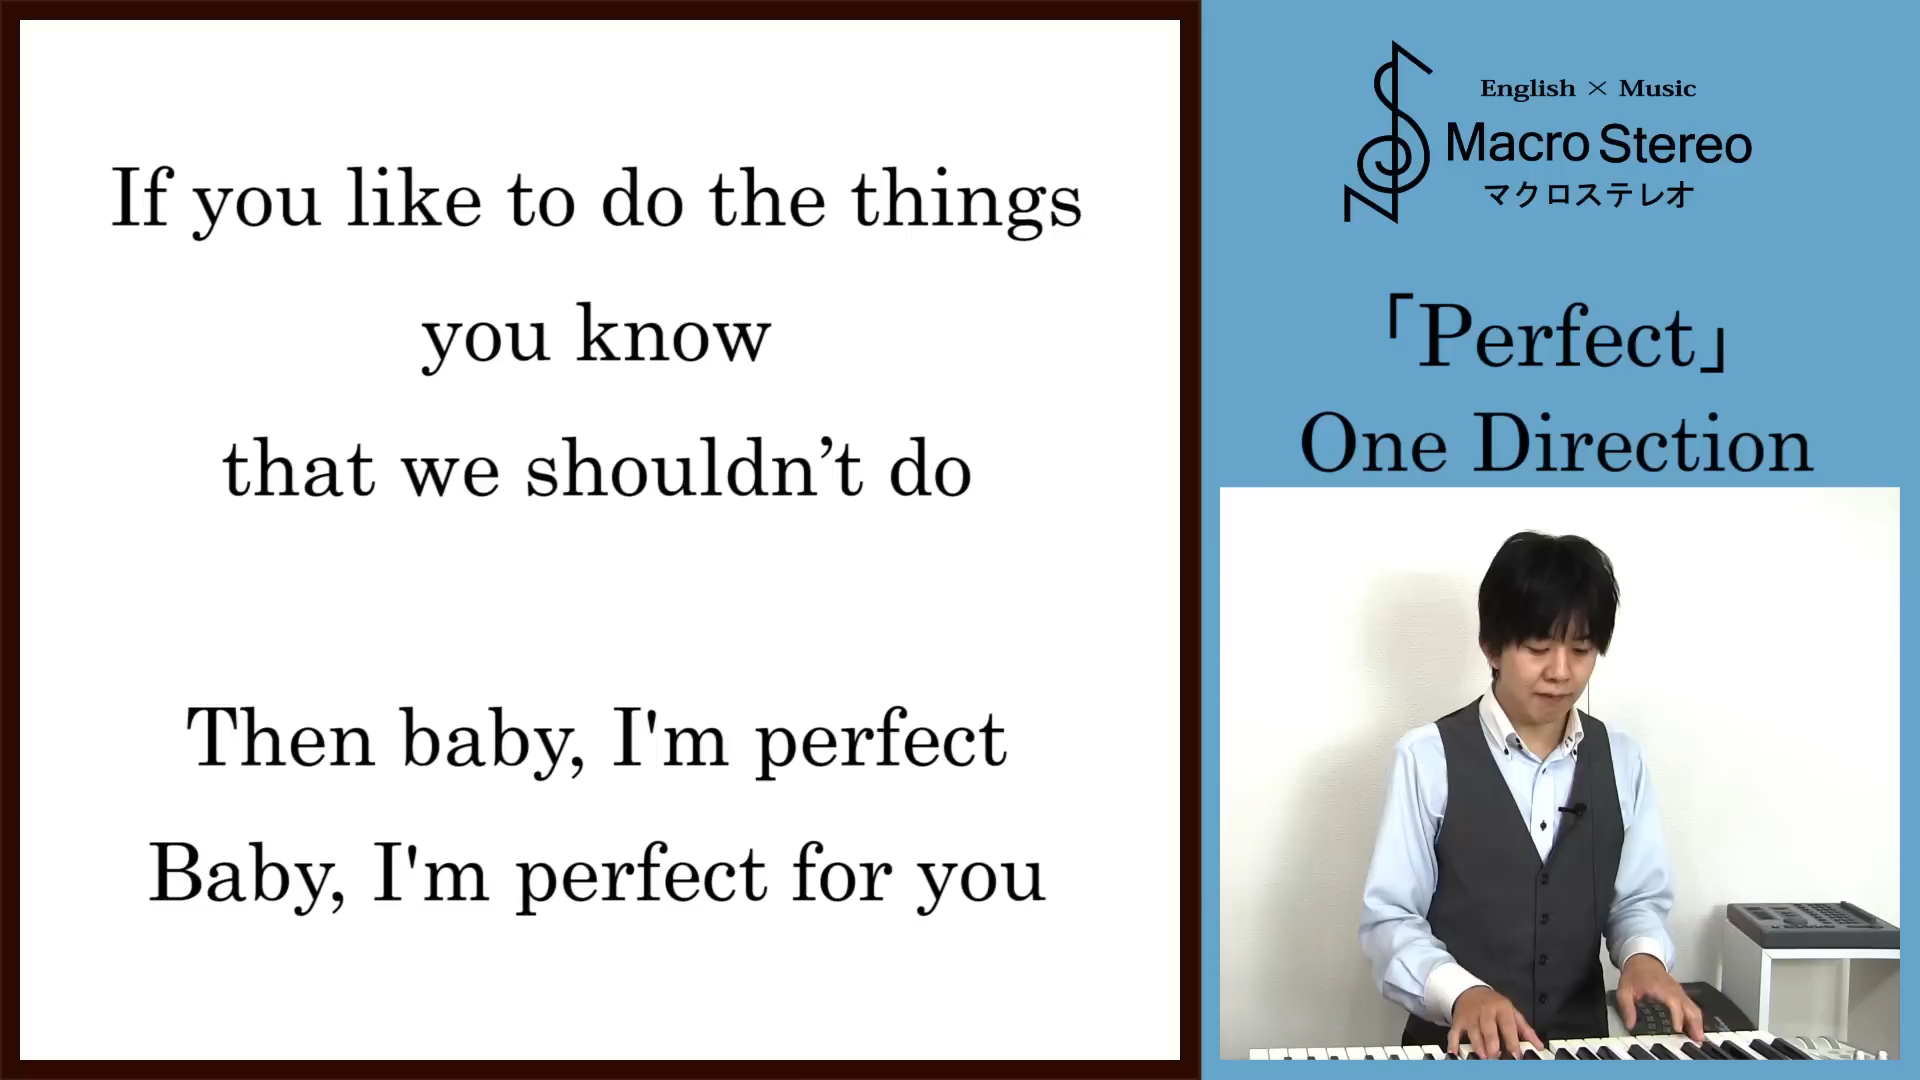 If you like to do the things
you know
that we shouldn’t do
Then baby, I'm perfect
Baby, I'm perfect for you
English × Music
Macro Stereo
マクロステレオ
「Perfect」
One Direction